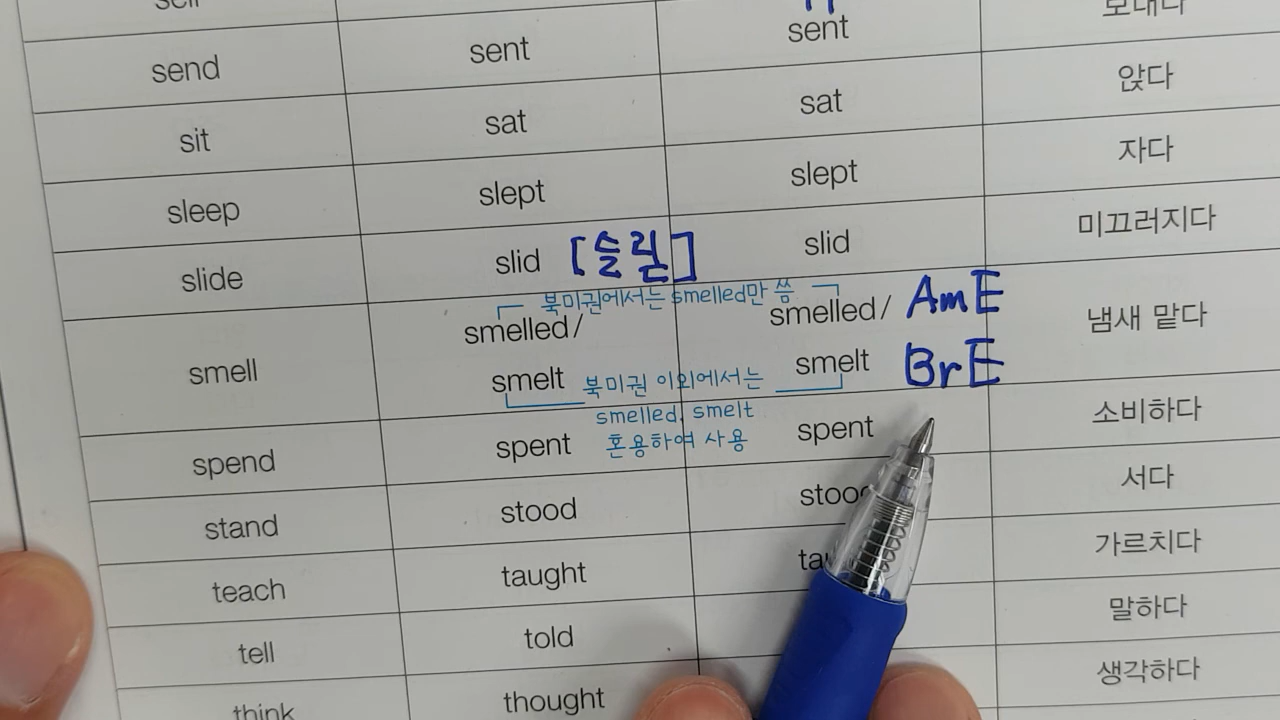 sell
보내다
send sent sent
앉다
sit sat sat
자다
sleep slept slept
미끄러지다
slide slid [슬릳] slid
북미권에서는 smelled만 씀
smelled/ smelled/ AmE
냄새 맡다
smell
smelt 북미권 이외에서는 smelt BrE
smelled, smelt
혼용하여 사용
소비하다
spend spent spent
서다
stand stood stood
가르치다
teach taught
말하다
tell told
생각하다
think thought